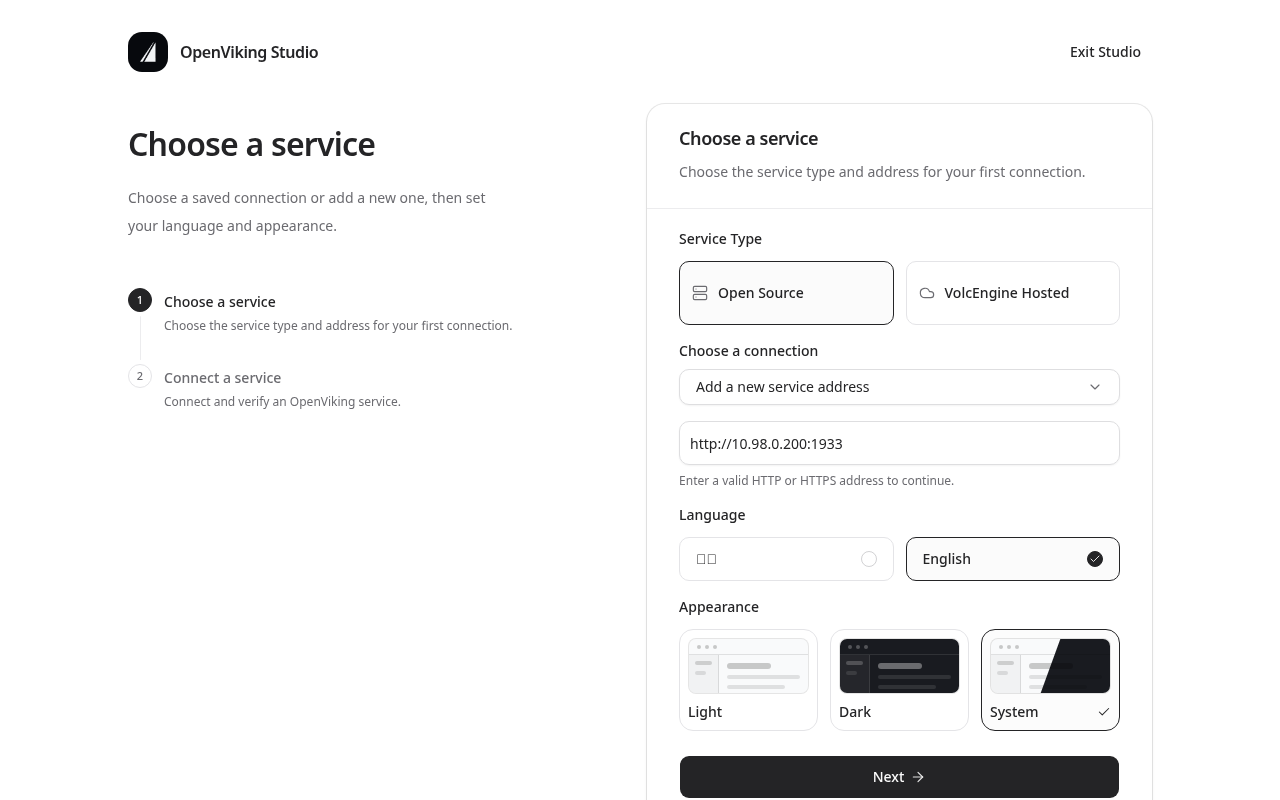 OpenViking Studio
Exit Studio
Choose a service
Choose a saved connection or add a new one, then set
your language and appearance.
1
Choose a service
Choose the service type and address for your first connection.
2
Connect a service
Connect and verify an OpenViking service.
Choose a service
Choose the service type and address for your first connection.
Service Type
Open Source
VolcEngine Hosted
Choose a connection
Add a new service address
http://10.98.0.200:1933
Enter a valid HTTP or HTTPS address to continue.
Language
English
Appearance
Light
Dark
System
Next →